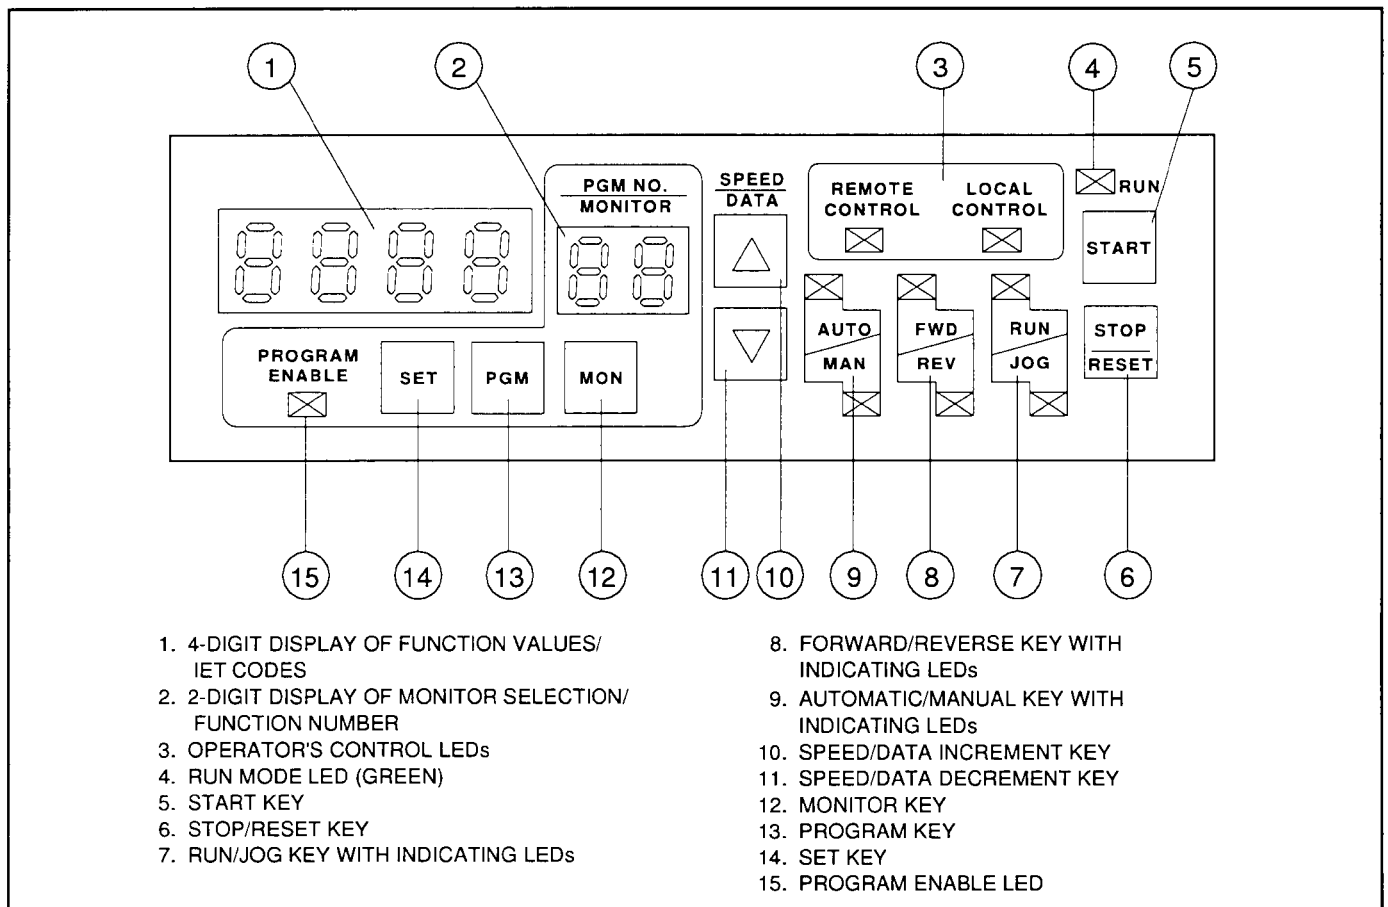 1 2 3 4 5
PGM NO.
MONITOR
SPEED
DATA
REMOTE
CONTROL
LOCAL
CONTROL
RUN
START
AUTO
MAN
FWD
REV
RUN
JOG
STOP
RESET
PROGRAM
ENABLE
SET
PGM
MON
15 14 13 12 11 10 9 8 7 6
1. 4-DIGIT DISPLAY OF FUNCTION VALUES/
IET CODES
2. 2-DIGIT DISPLAY OF MONITOR SELECTION/
FUNCTION NUMBER
3. OPERATOR'S CONTROL LEDs
4. RUN MODE LED (GREEN)
5. START KEY
6. STOP/RESET KEY
7. RUN/JOG KEY WITH INDICATING LEDs
8. FORWARD/REVERSE KEY WITH
INDICATING LEDs
9. AUTOMATIC/MANUAL KEY WITH
INDICATING LEDs
10. SPEED/DATA INCREMENT KEY
11. SPEED/DATA DECREMENT KEY
12. MONITOR KEY
13. PROGRAM KEY
14. SET KEY
15. PROGRAM ENABLE LED